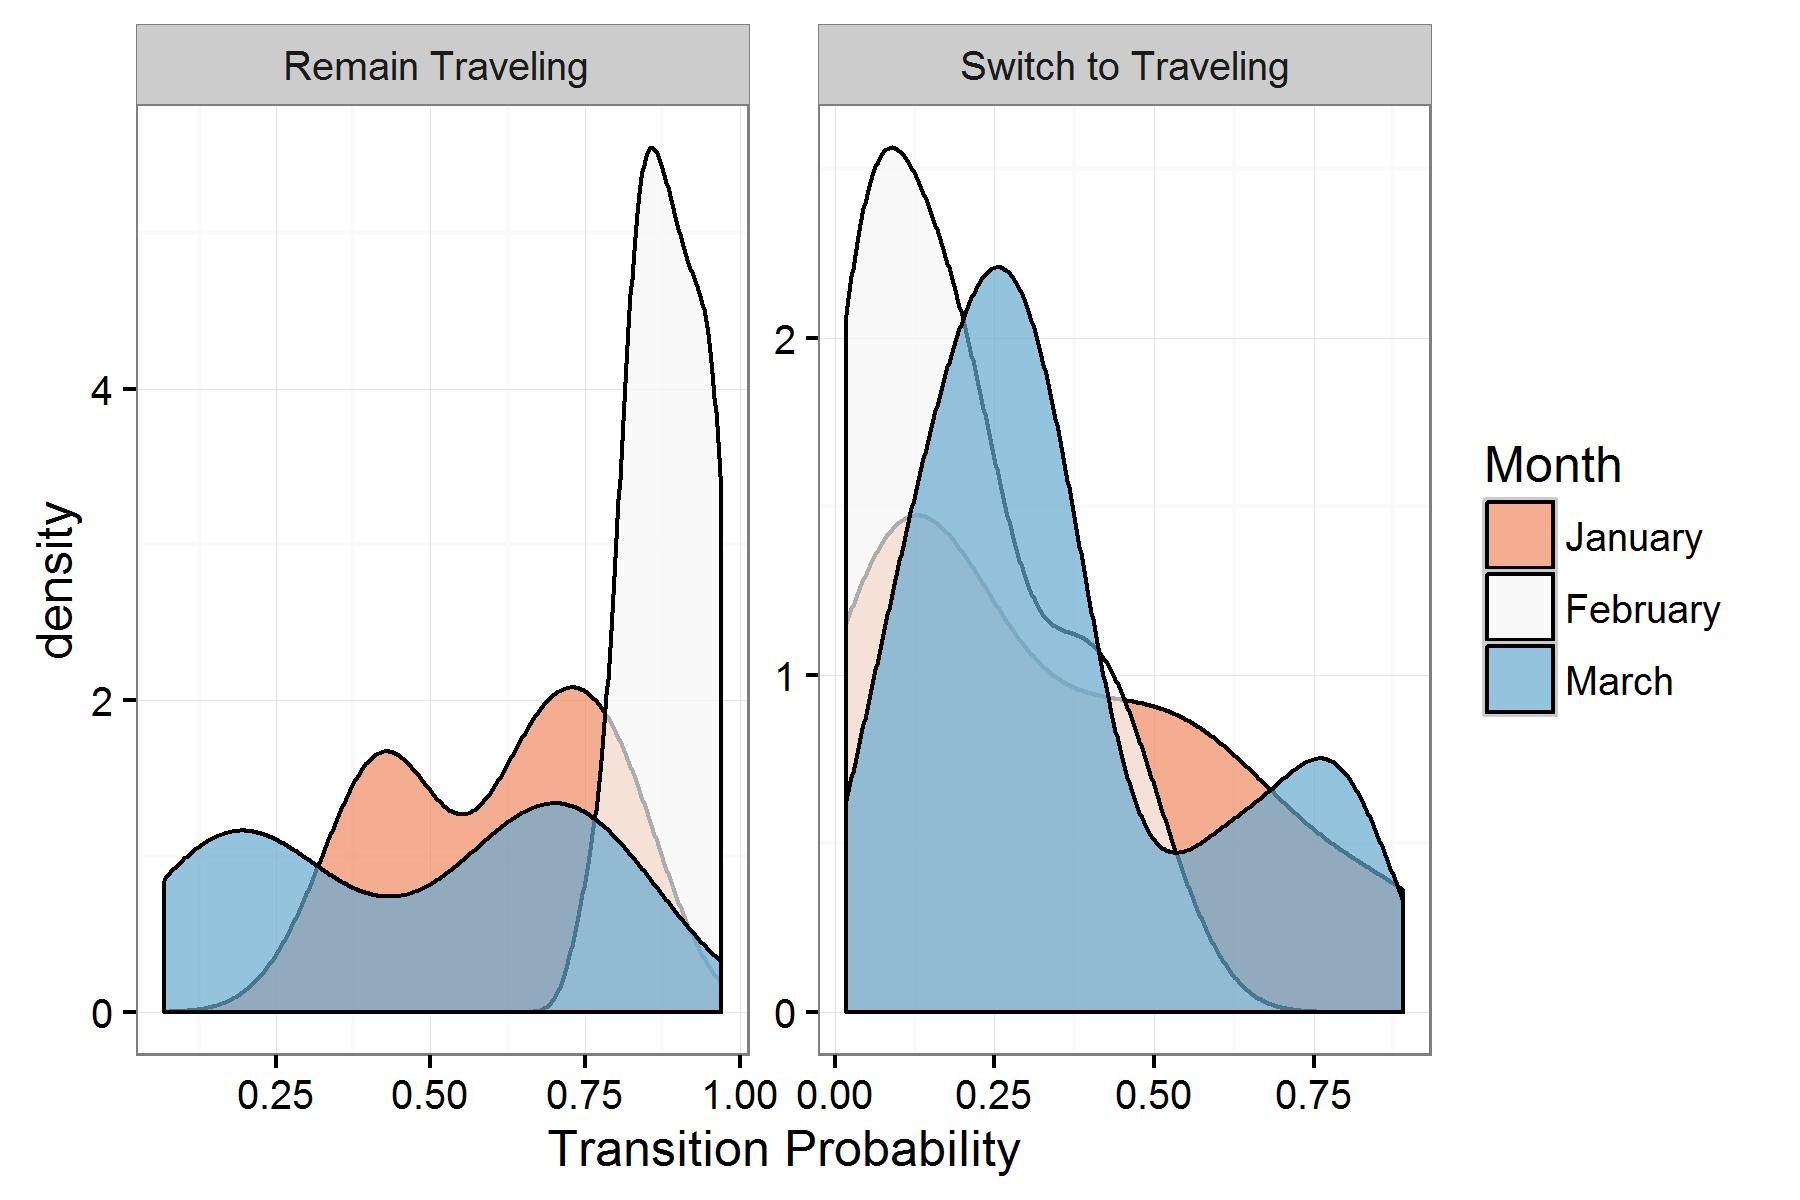 Remain Traveling
Switch to Traveling
density
4
2
0
2
1
0
0.25 0.50 0.75 1.00
0.00 0.25 0.50 0.75
Transition Probability
Month
January
February
March